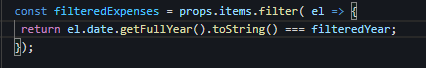 const filteredExpenses = props.items.filter( el => {
return el.date.getFullYear().toString() === filteredYear;
});